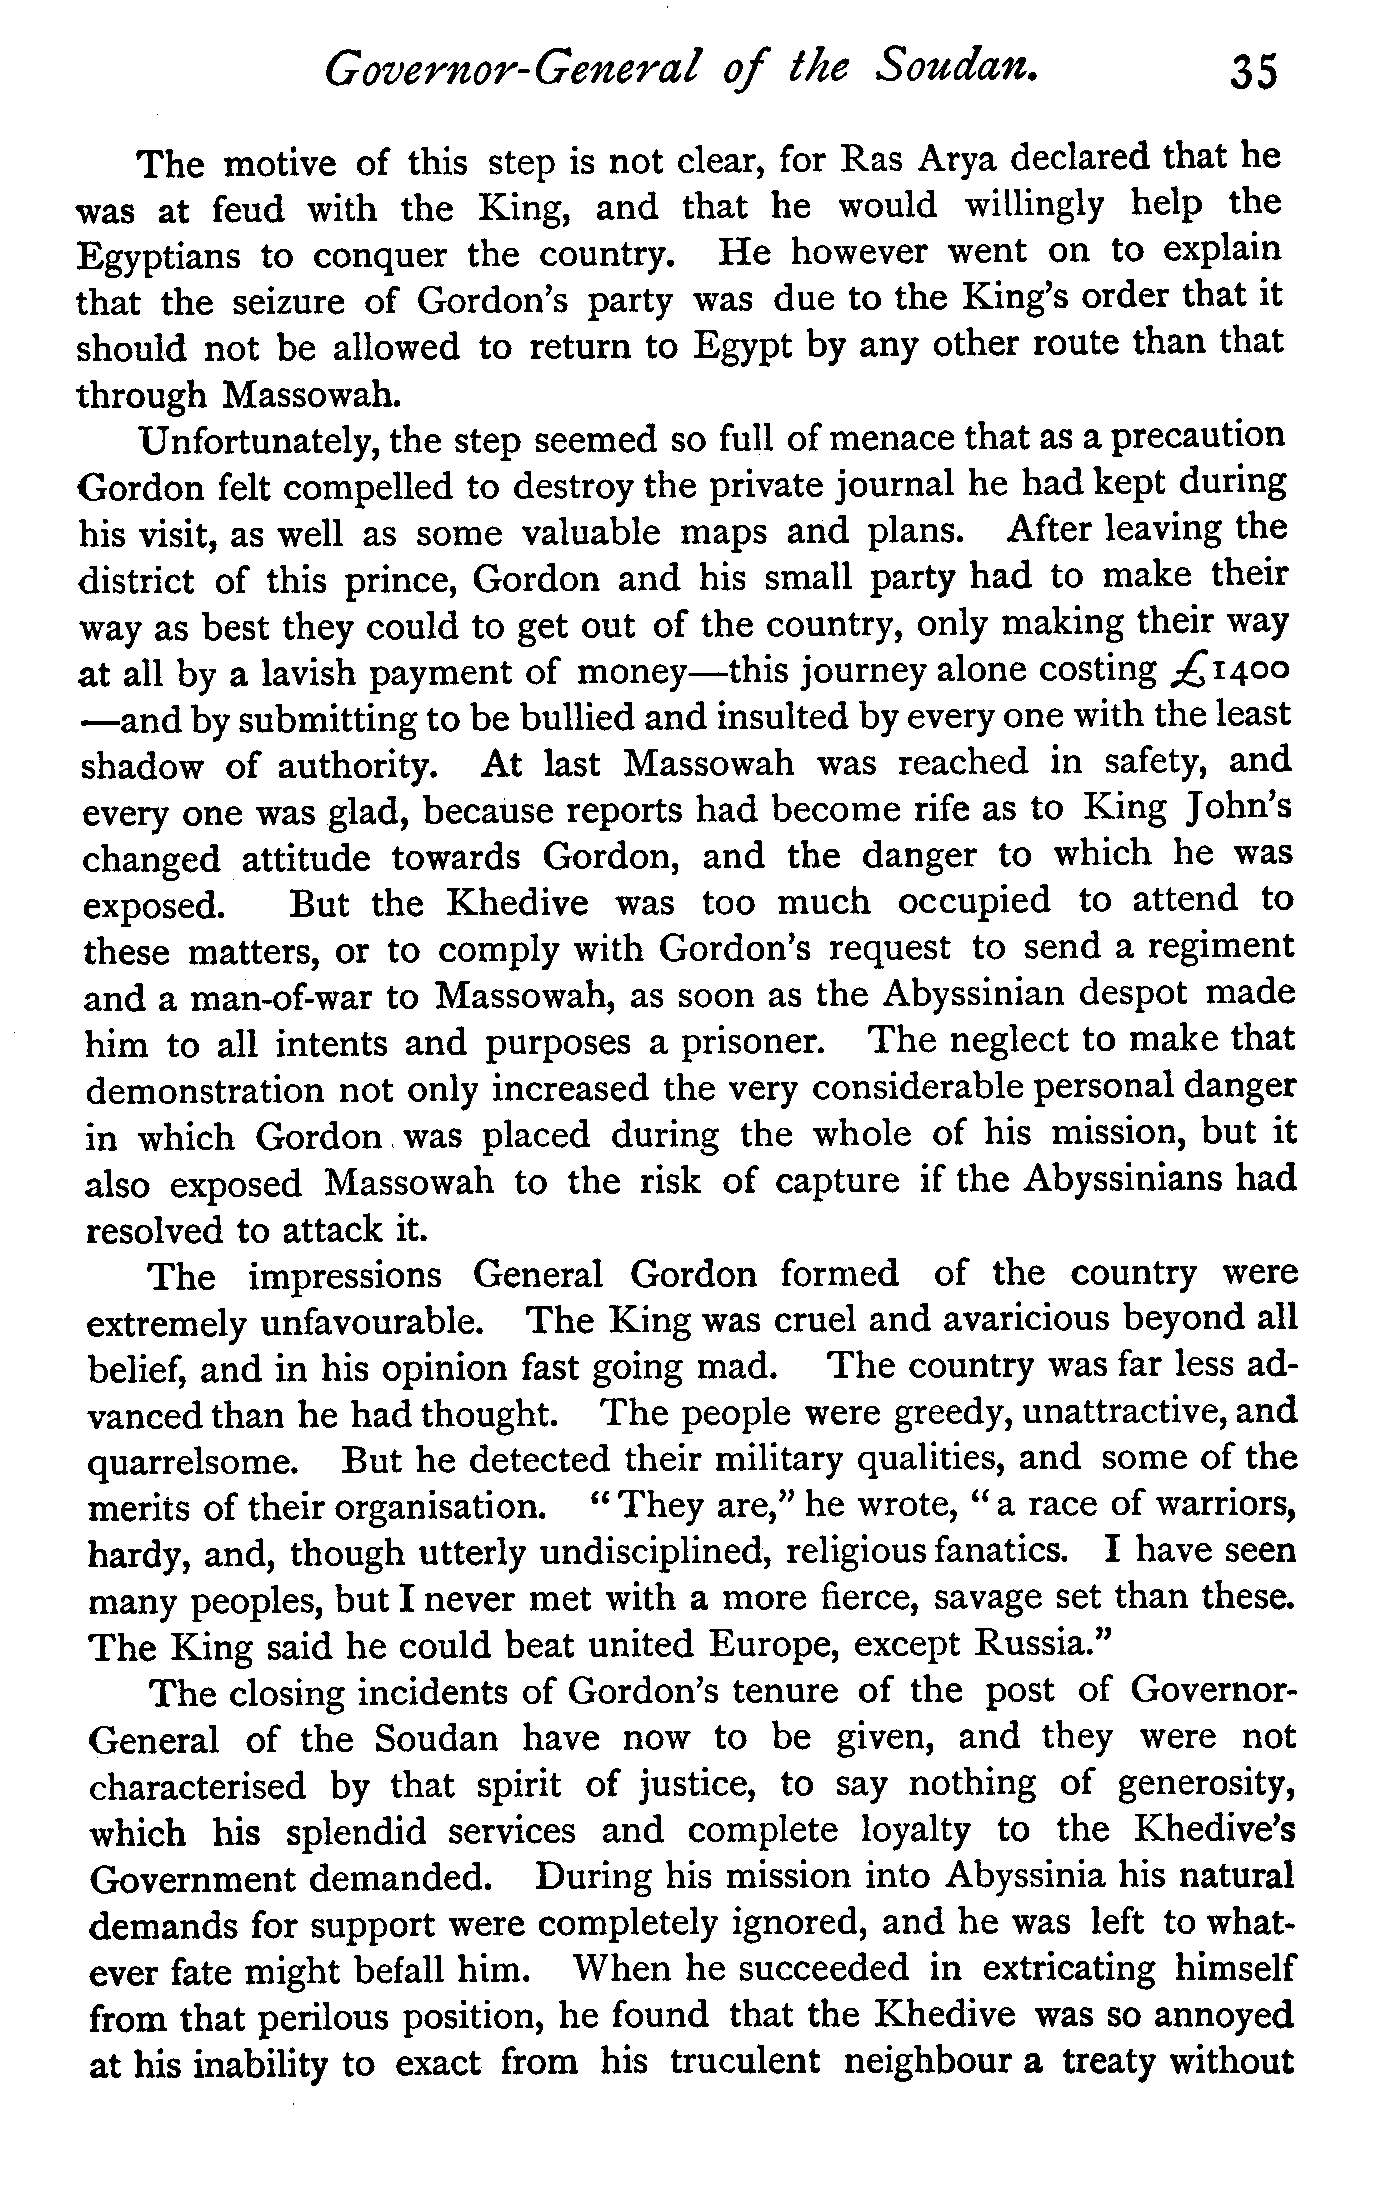 Governor-General of the Soudan. 35
The motive of this step is not clear, for Ras Arya declared that he
was at feud with the King, and that he would willingly help the
Egyptians to conquer the country. He however went on to explain
that the seizure of Gordon's party was due to the King's order that it
should not be allowed to return to Egypt by any other route than that
through Massowah.
Unfortunately, the step seemed so full of menace that as a precaution
Gordon felt compelled to destroy the private journal he had kept during
his visit, as well as some valuable maps and plans. After leaving the
district of this prince, Gordon and his small party had to make their
way as best they could to get out of the country, only making their way
at all by a lavish payment of money—this journey alone costing £1400
—and by submitting to be bullied and insulted by every one with the least
shadow of authority. At last Massowah was reached in safety, and
every one was glad, because reports had become rife as to King John's
changed attitude towards Gordon, and the danger to which he was
exposed. But the Khedive was too much occupied to attend to
these matters, or to comply with Gordon's request to send a regiment
and a man-of-war to Massowah, as soon as the Abyssinian despot made
him to all intents and purposes a prisoner. The neglect to make that
demonstration not only increased the very considerable personal danger
in which Gordon was placed during the whole of his mission, but it
also exposed Massowah to the risk of capture if the Abyssinians had
resolved to attack it.
The impressions General Gordon formed of the country were
extremely unfavourable. The King was cruel and avaricious beyond all
belief, and in his opinion fast going mad. The country was far less ad-
vanced than he had thought. The people were greedy, unattractive, and
quarrelsome. But he detected their military qualities, and some of the
merits of their organisation. "They are," he wrote, "a race of warriors,
hardy, and, though utterly undisciplined, religious fanatics. I have seen
many peoples, but I never met with a more fierce, savage set than these.
The King said he could beat united Europe, except Russia."
The closing incidents of Gordon's tenure of the post of Governor-
General of the Soudan have now to be given, and they were not
characterised by that spirit of justice, to say nothing of generosity,
which his splendid services and complete loyalty to the Khedive's
Government demanded. During his mission into Abyssinia his natural
demands for support were completely ignored, and he was left to what-
ever fate might befall him. When he succeeded in extricating himself
from that perilous position, he found that the Khedive was so annoyed
at his inability to exact from his truculent neighbour a treaty without